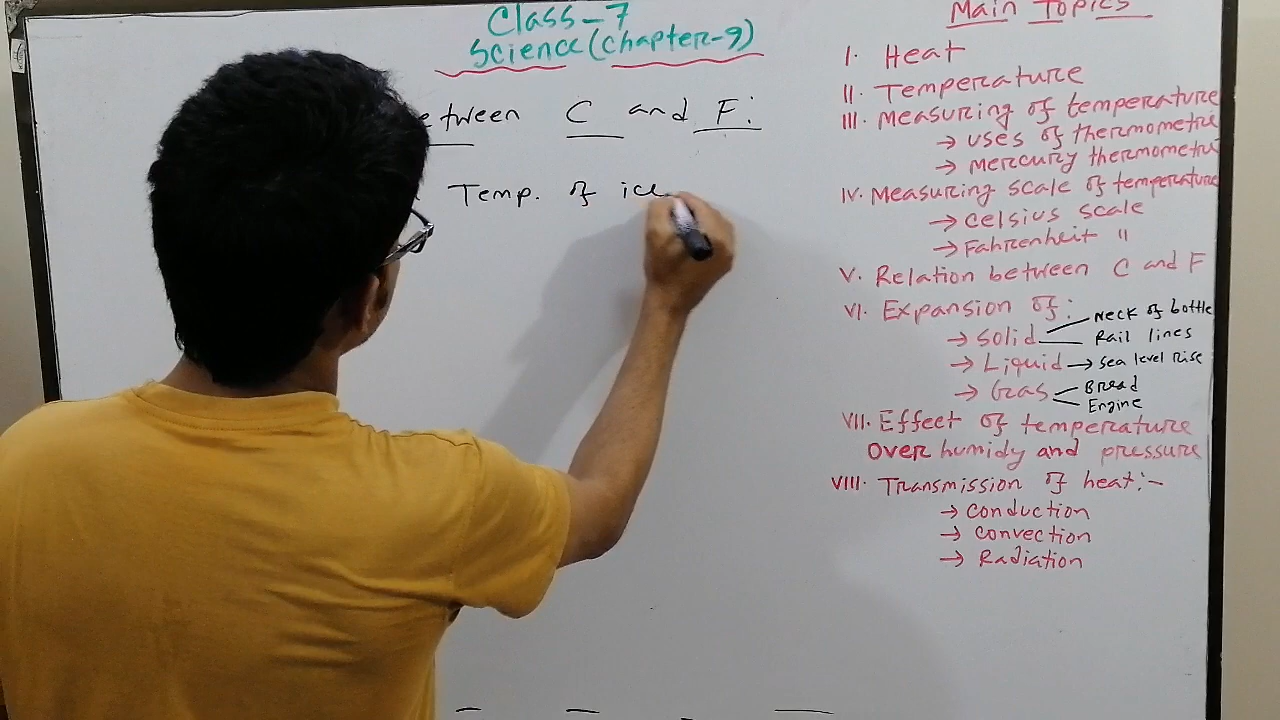 Class-7
Science (chapter-9)
etween C and F:
Temp. of ice
Main Topics
I. Heat
II. Temperature
III. Measuring of temperature
→ uses of thermometre
→ Mercury thermometre
IV. Measuring scale of temperature
→ Celsius scale
→ Fahrenheit "
V. Relation between C and F
VI. Expansion of:
→ Solid Neck of bottle
Rail lines
→ Liquid → Sea level rise
→ Gas Bread
Engine
VII. Effect of temperature
Over humidy and pressure
VIII. Transmission of heat:-
→ Conduction
→ Convection
→ Radiation